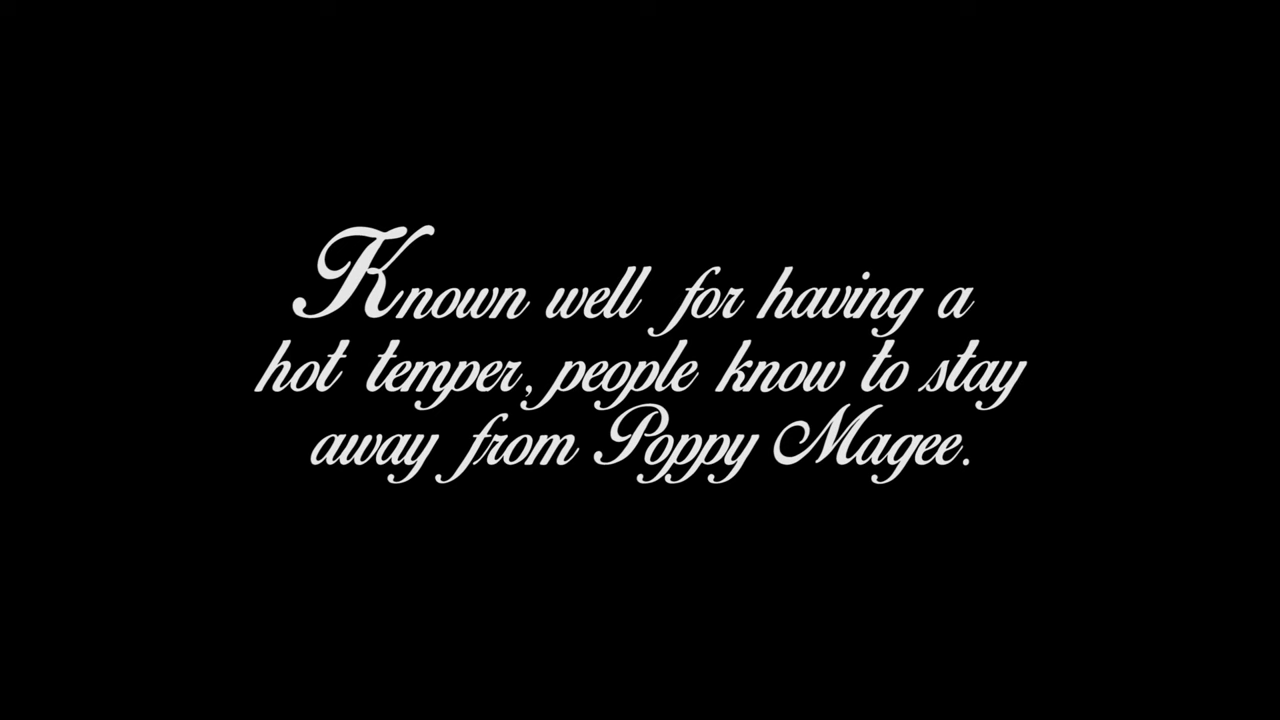 Known well for having a
hot temper, people know to stay
away from Poppy Magee.